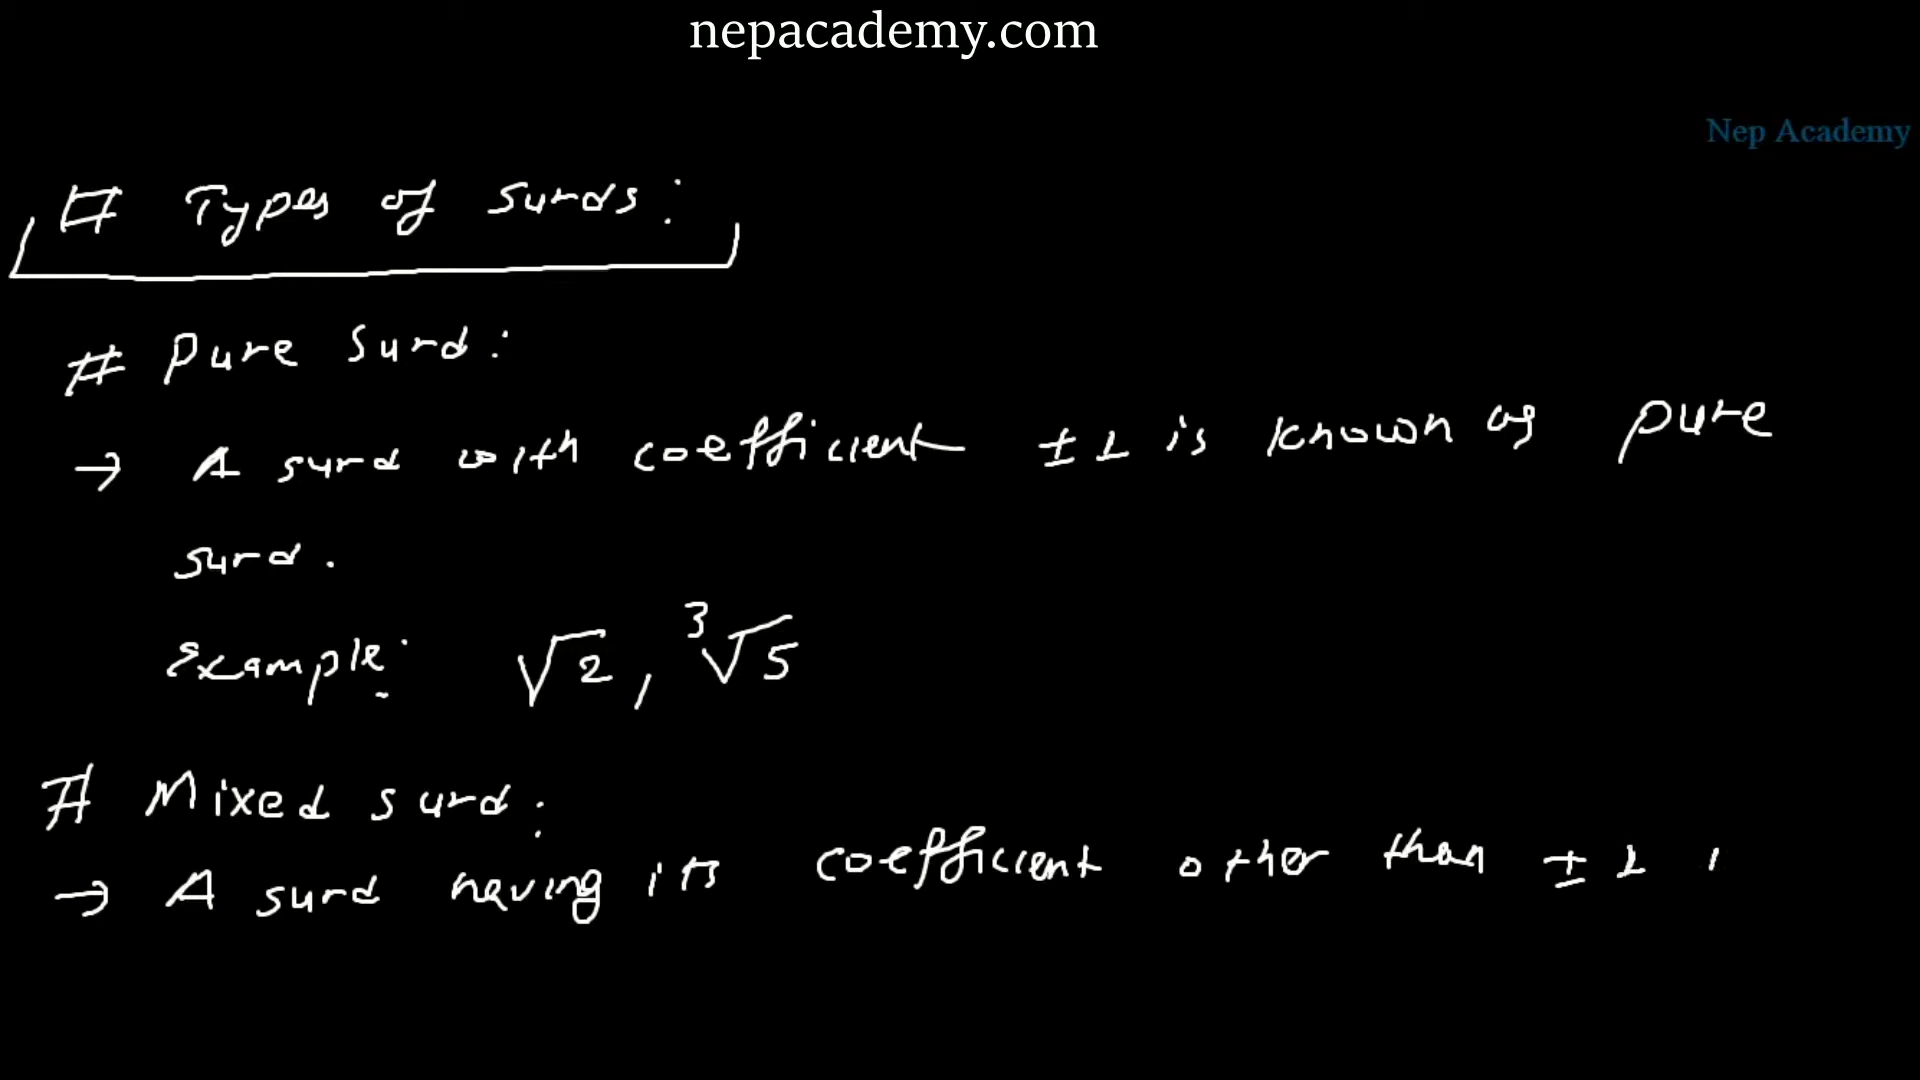 nepacademy.com
Nep Academy
# Types of Surds:
# Pure Surd:
→ A surd with coefficient ±1 is known as pure
surd.
Example: √2, ³√5
# Mixed surd:
→ A surd having its coefficient other than ±1